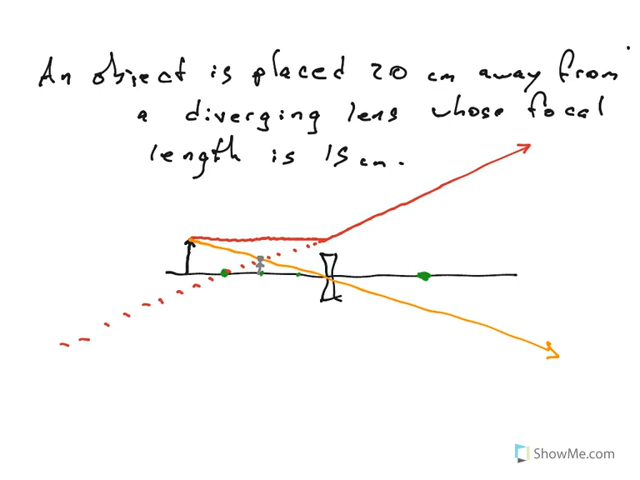 An object is placed 20 cm away from
a diverging lens whose focal
length is 15 cm.
ShowMe.com